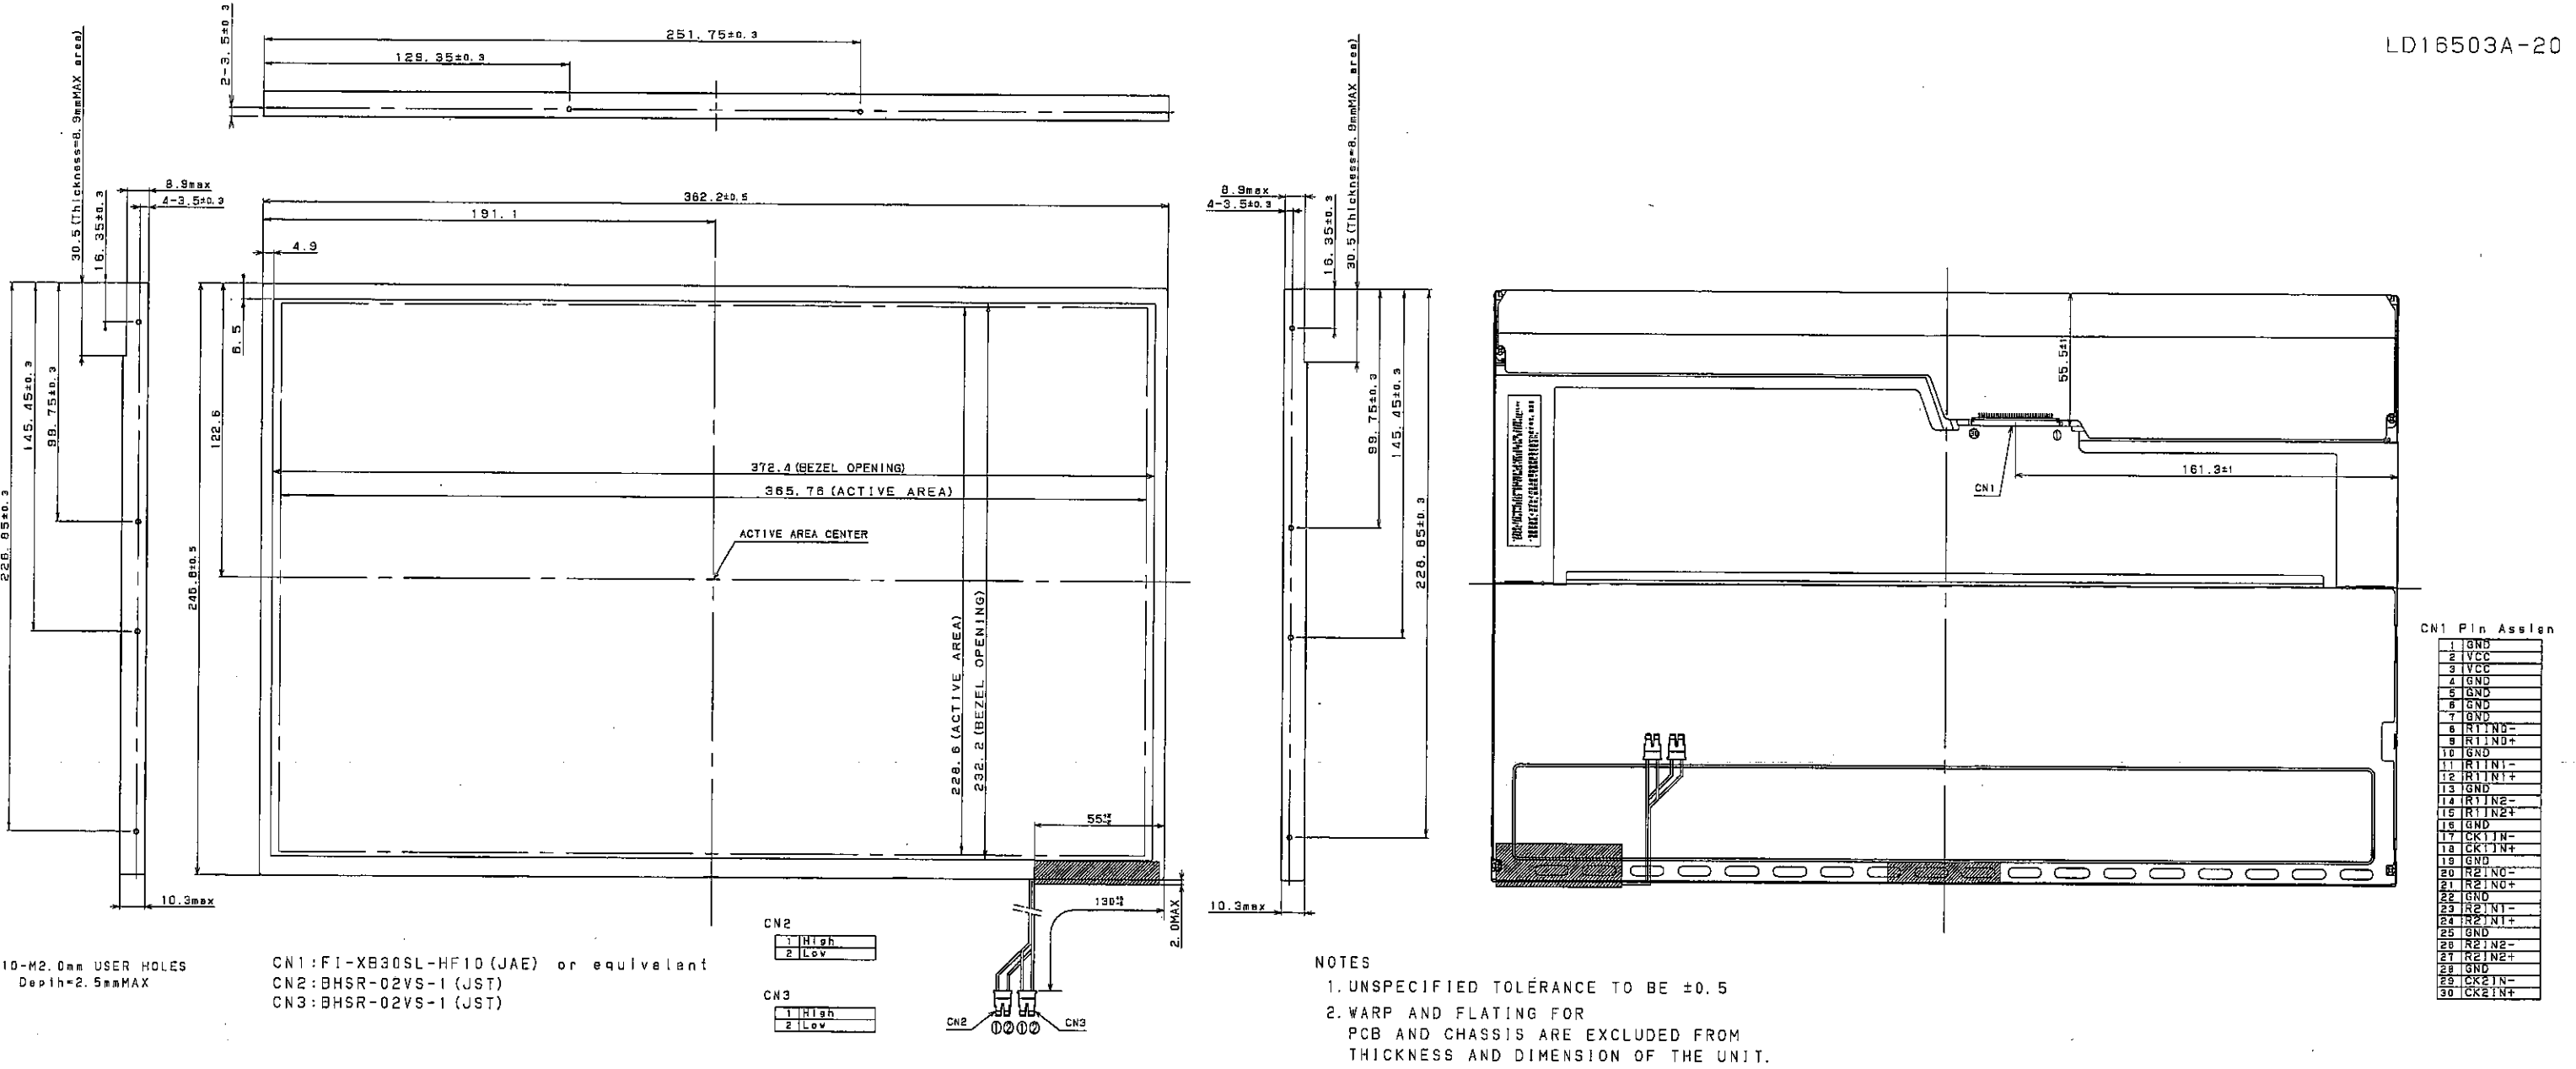 LD16503A-20
251.75±0.3
129.35±0.3
2-3.5±0.3
30.5(Thickness=8.9mmMAX area)
16.35±0.3
8.9max
4-3.5±0.3
362.2±0.5
191.1
4.9
6.5
122.6
145.45±0.3
99.75±0.3
228.85±0.3
245.8±0.5
372.4(BEZEL OPENING)
365.76(ACTIVE AREA)
ACTIVE AREA CENTER
228.6(ACTIVE AREA)
232.2(BEZEL OPENING)
10.3max
130
2.0MAX
55
8.9max
4-3.5±0.3
16.35±0.3
30.5(Thickness=8.9mmMAX area)
99.75±0.3
145.45±0.3
228.85±0.3
10.3max
55.5±1
161.3±1
CN1
CN1 Pin Assign
1 GND
2 VCC
3 VCC
4 GND
5 GND
6 GND
7 GND
8 R1IN0-
9 R1IN0+
10 GND
11 R1IN1-
12 R1IN1+
13 GND
14 R1IN2-
15 R1IN2+
16 GND
17 CK1IN-
18 CK1IN+
19 GND
20 R2IN0-
21 R2IN0+
22 GND
23 R2IN1-
24 R2IN1+
25 GND
26 R2IN2-
27 R2IN2+
28 GND
29 CK2IN-
30 CK2IN+
10-M2.0mm USER HOLES
Depth=2.5mmMAX
CN1:FI-XB30SL-HF10(JAE) or equivalent
CN2:BHSR-02VS-1(JST)
CN3:BHSR-02VS-1(JST)
CN2
1 High
2 Low
CN3
1 High
2 Low
CN2 ①②①② CN3
NOTES
1.UNSPECIFIED TOLERANCE TO BE ±0.5
2.WARP AND FLATING FOR
PCB AND CHASSIS ARE EXCLUDED FROM
THICKNESS AND DIMENSION OF THE UNIT.